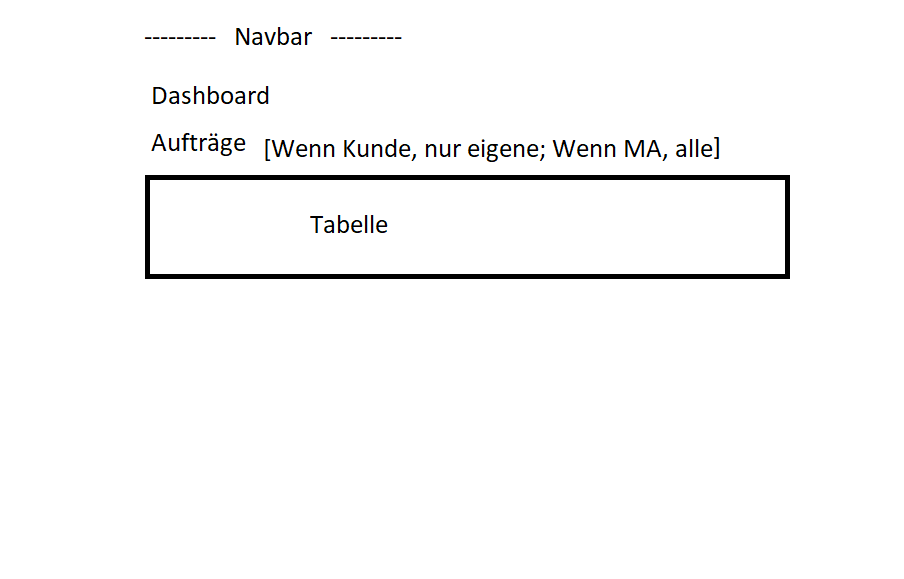 --------- Navbar ---------
Dashboard
Aufträge [Wenn Kunde, nur eigene; Wenn MA, alle]
Tabelle